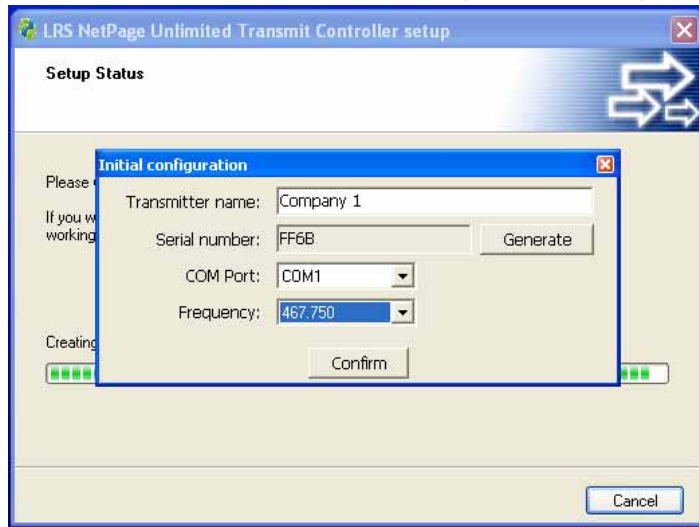 LRS NetPage Unlimited Transmit Controller setup
Setup Status
Initial configuration
Please
If you w
working
Transmitter name: Company 1
Serial number: FF6B Generate
COM Port: COM1
Frequency: 467.750
Confirm
Creating
Cancel